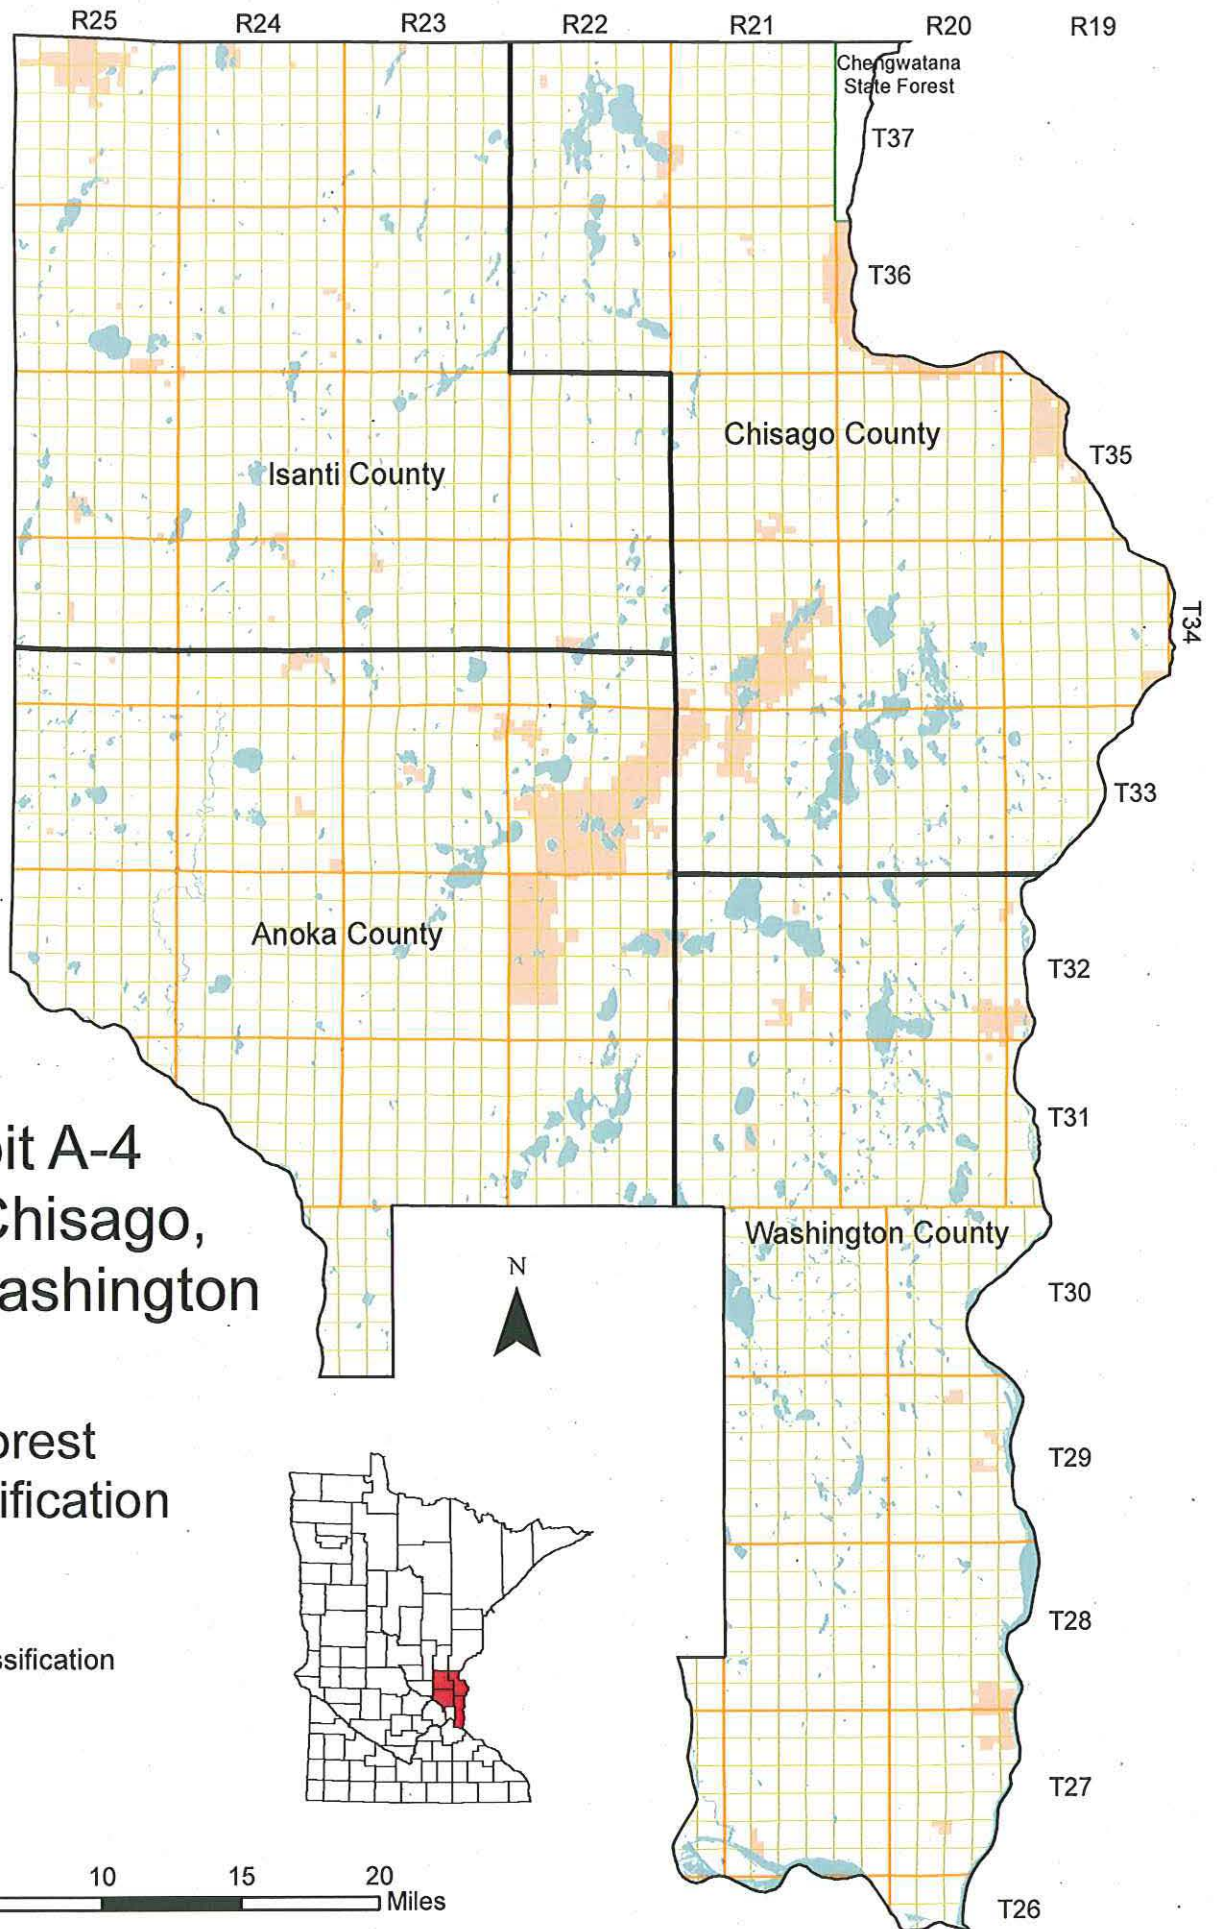 R25
R24
R23
R22
R21
R20
R19
Chengwatana
State Forest
T37
T36
Chisago County
T35
Isanti County
T34
T33
Anoka County
T32
T31
it A-4
Chisago,
Washington County
ashington
N
T30
orest
T29
ification
T28
ssification
T27
10
15
20
Miles
T26